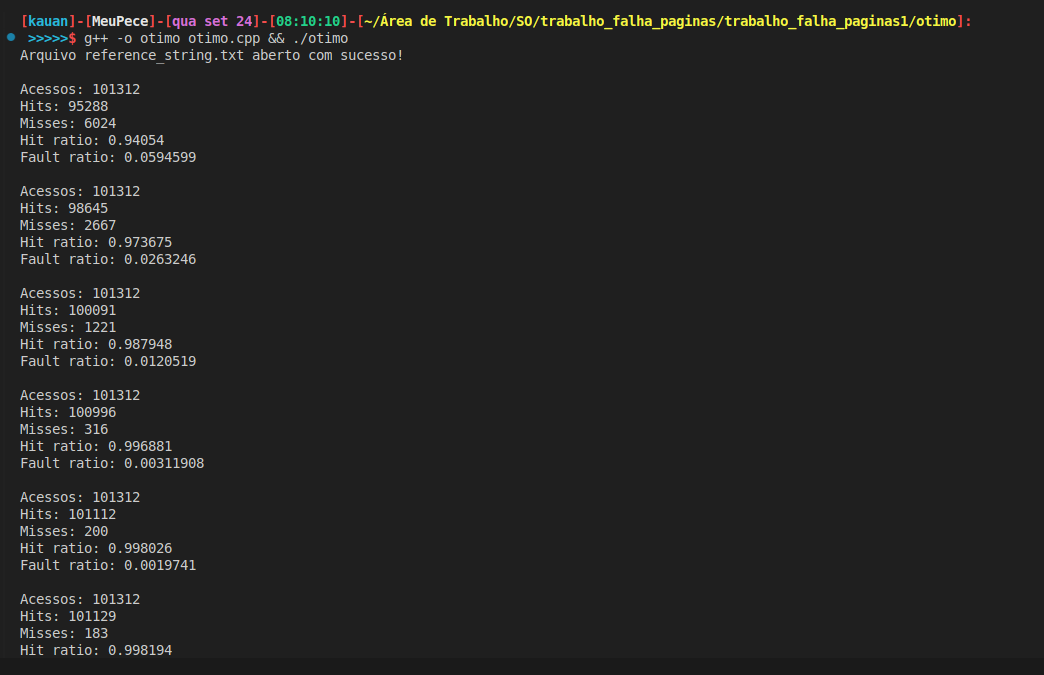 [kauan]-[MeuPece]-[qua set 24]-[08:10:10]-[~/Área de Trabalho/SO/trabalho_falha_paginas/trabalho_falha_paginas1/otimo]:
>>>>>$ g++ -o otimo otimo.cpp && ./otimo
Arquivo reference_string.txt aberto com sucesso!

Acessos: 101312
Hits: 95288
Misses: 6024
Hit ratio: 0.94054
Fault ratio: 0.0594599

Acessos: 101312
Hits: 98645
Misses: 2667
Hit ratio: 0.973675
Fault ratio: 0.0263246

Acessos: 101312
Hits: 100091
Misses: 1221
Hit ratio: 0.987948
Fault ratio: 0.0120519

Acessos: 101312
Hits: 100996
Misses: 316
Hit ratio: 0.996881
Fault ratio: 0.00311908

Acessos: 101312
Hits: 101112
Misses: 200
Hit ratio: 0.998026
Fault ratio: 0.0019741

Acessos: 101312
Hits: 101129
Misses: 183
Hit ratio: 0.998194